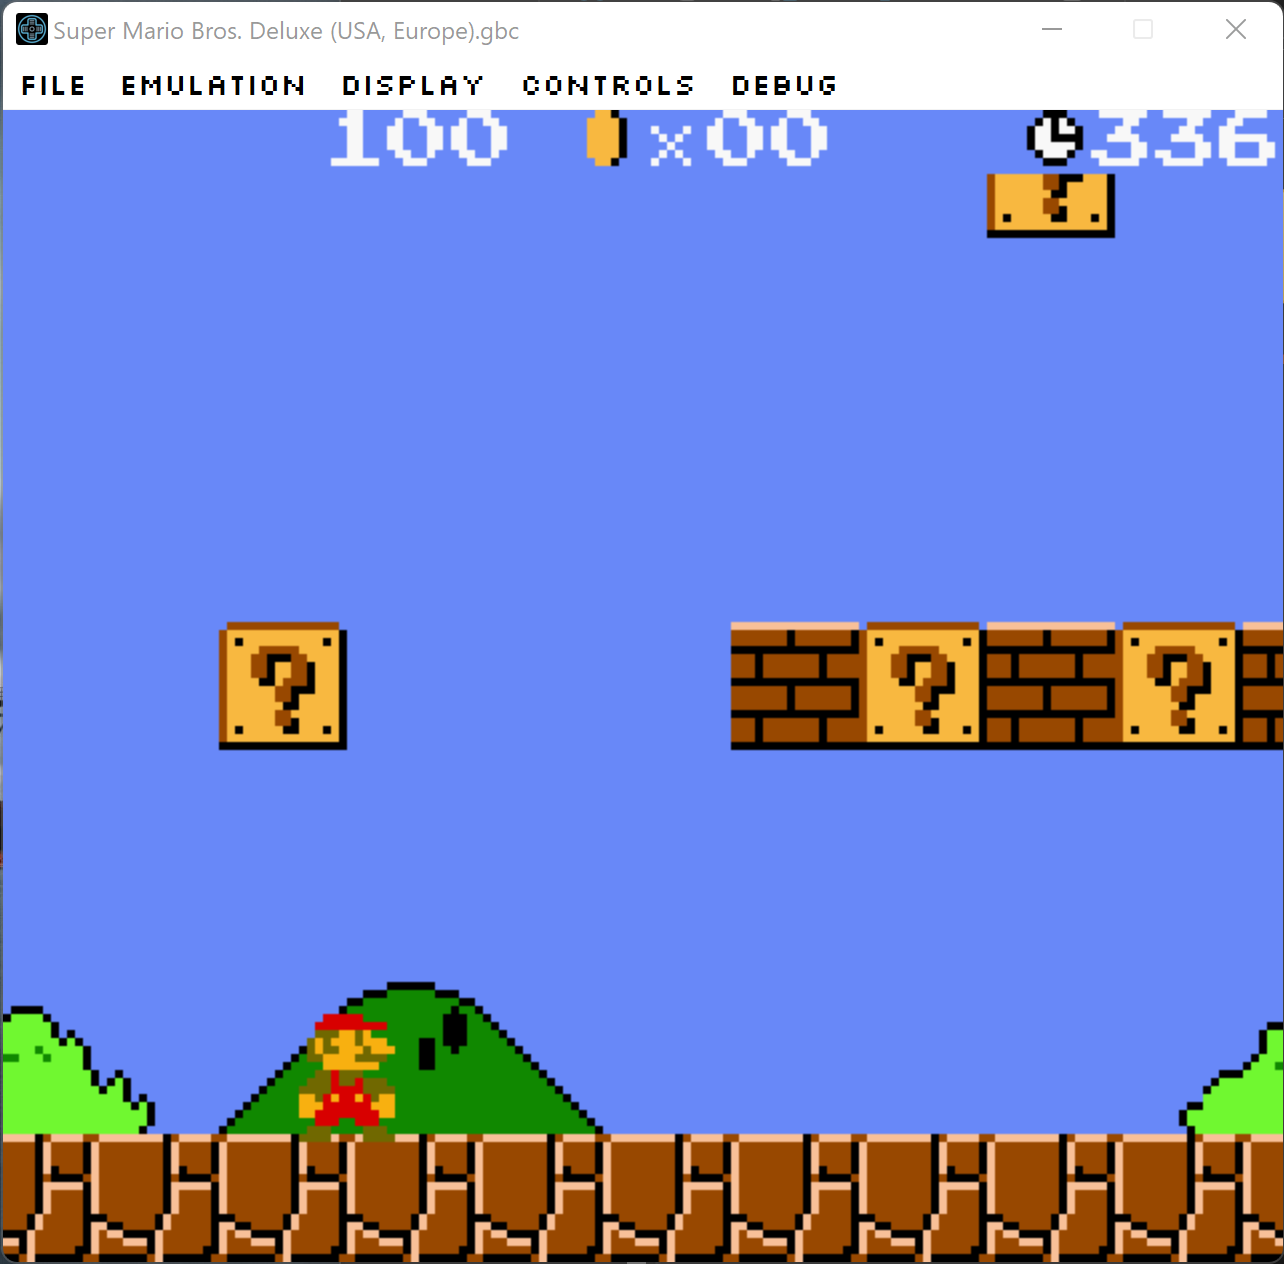 Super Mario Bros. Deluxe (USA, Europe).gbc
FILE EMULATION DISPLAY CONTROLS DEBUG
100 x00 336
?
? ? ?